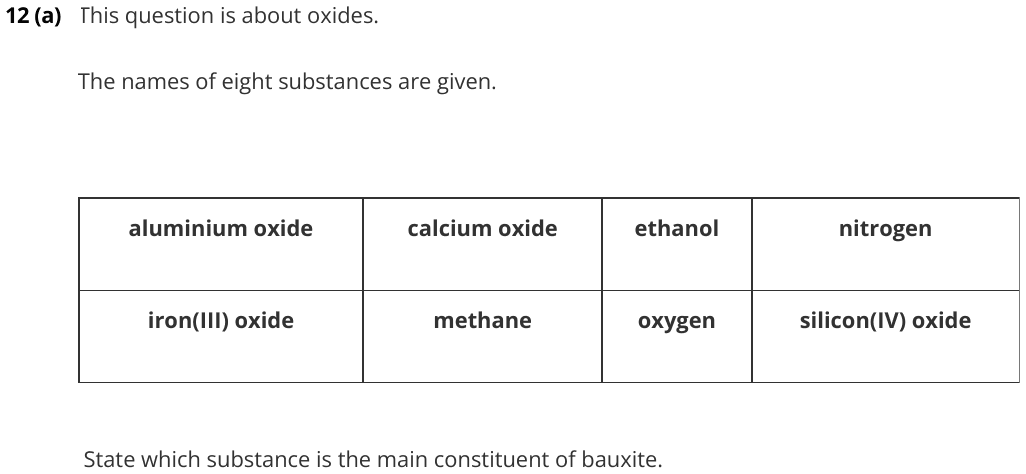 12 (a) This question is about oxides.
The names of eight substances are given.
aluminium oxide calcium oxide ethanol nitrogen
iron(III) oxide methane oxygen silicon(IV) oxide
State which substance is the main constituent of bauxite.